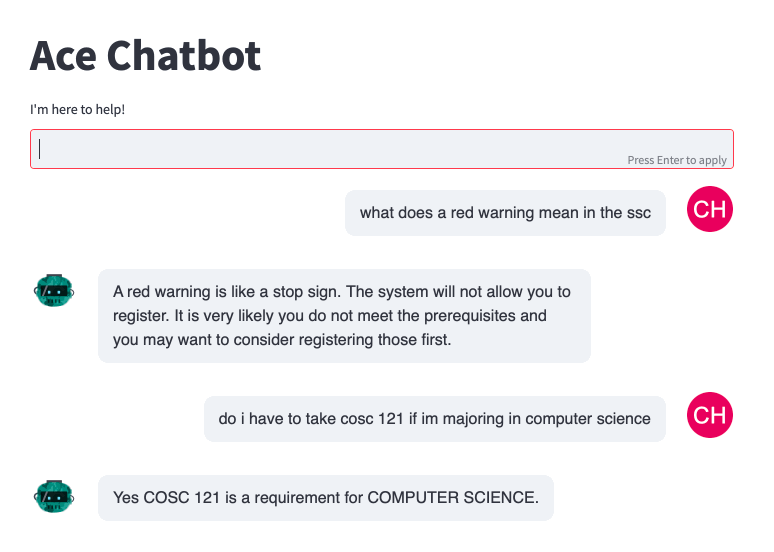 Ace Chatbot
I'm here to help!
Press Enter to apply
what does a red warning mean in the ssc
CH
A red warning is like a stop sign. The system will not allow you to
register. It is very likely you do not meet the prerequisites and
you may want to consider registering those first.
do i have to take cosc 121 if im majoring in computer science
CH
Yes COSC 121 is a requirement for COMPUTER SCIENCE.